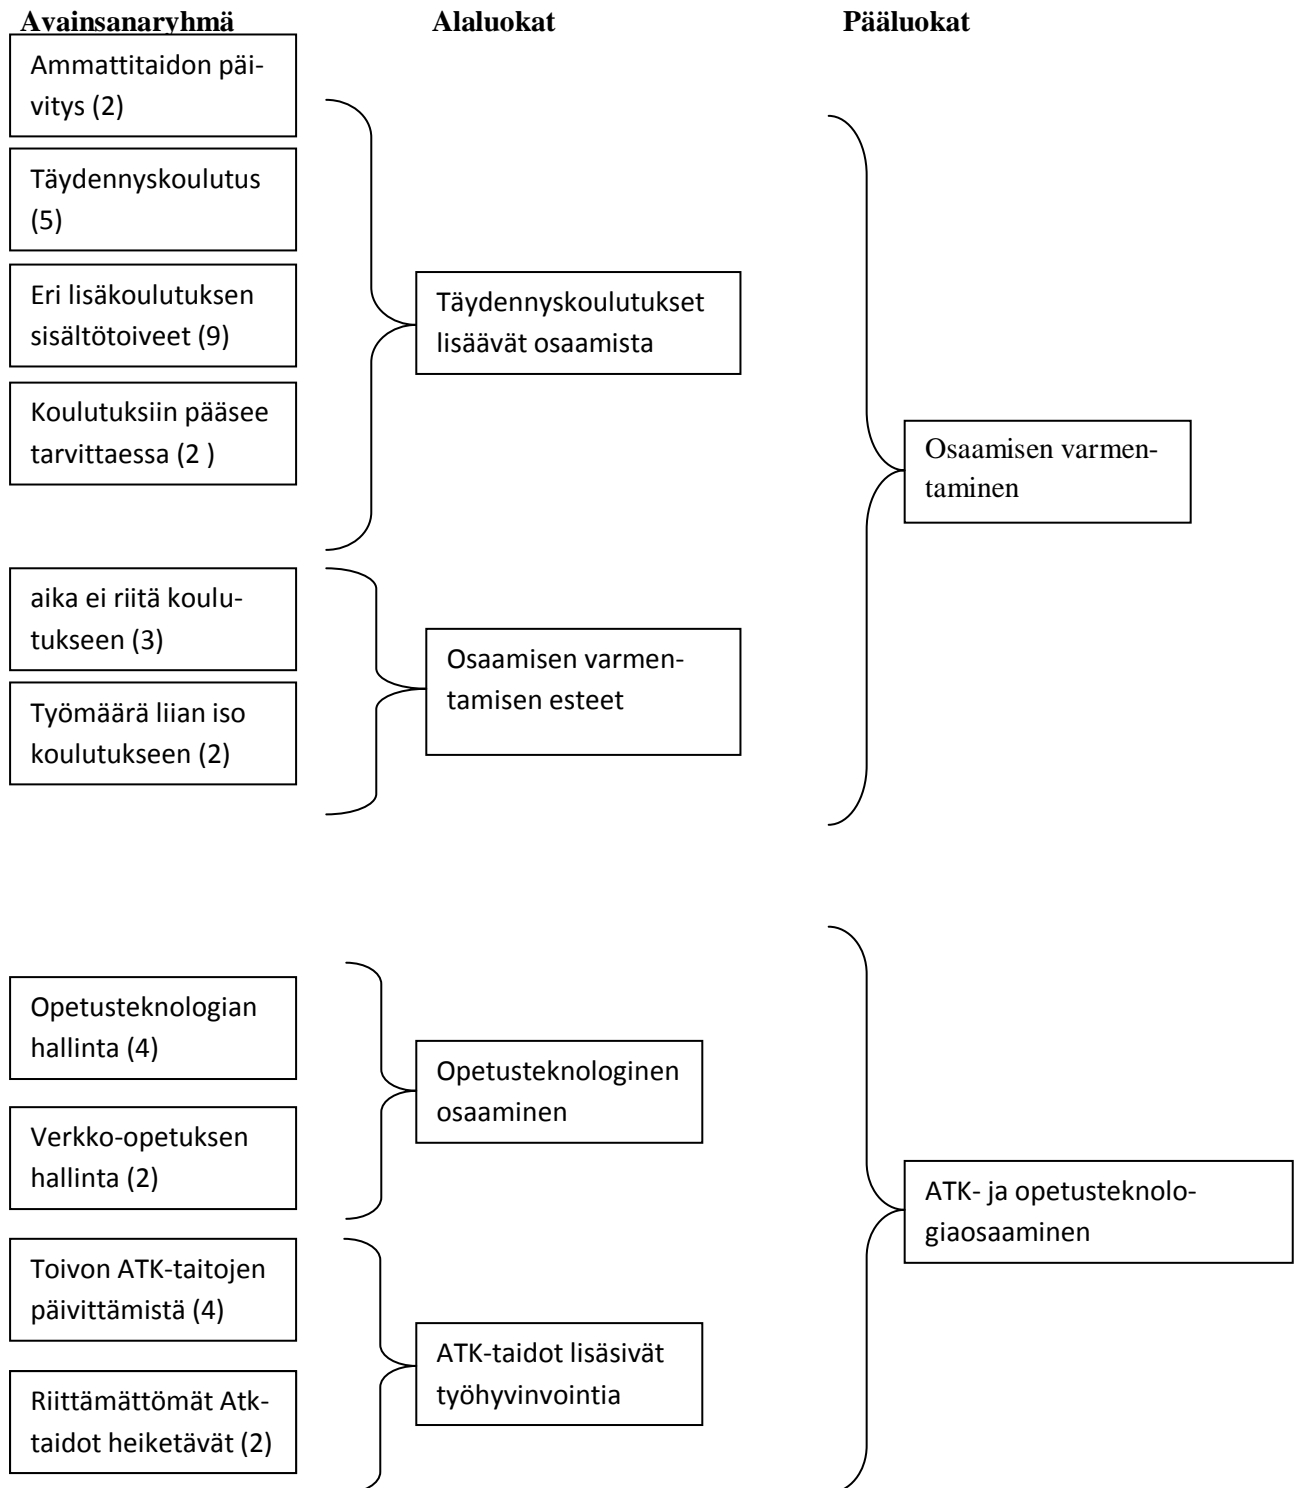 Avainsanaryhmä Alaluokat Pääluokat
Ammattitaidon päi-
vitys (2)
Täydennyskoulutus
(5)
Eri lisäkoulutuksen
sisältötoiveet (9)
Koulutuksiin pääsee
tarvittaessa (2 )
Täydennyskoulutukset
lisäävät osaamista
aika ei riitä koulu-
tukseen (3)
Työmäärä liian iso
koulutukseen (2)
Osaamisen varmen-
tamisen esteet
Osaamisen varmen-
taminen
Opetusteknologian
hallinta (4)
Verkko-opetuksen
hallinta (2)
Opetusteknologinen
osaaminen
Toivon ATK-taitojen
päivittämistä (4)
Riittämättömät Atk-
taidot heiketävät (2)
ATK-taidot lisäsivät
työhyvinvointia
ATK- ja opetusteknolo-
giaosaaminen